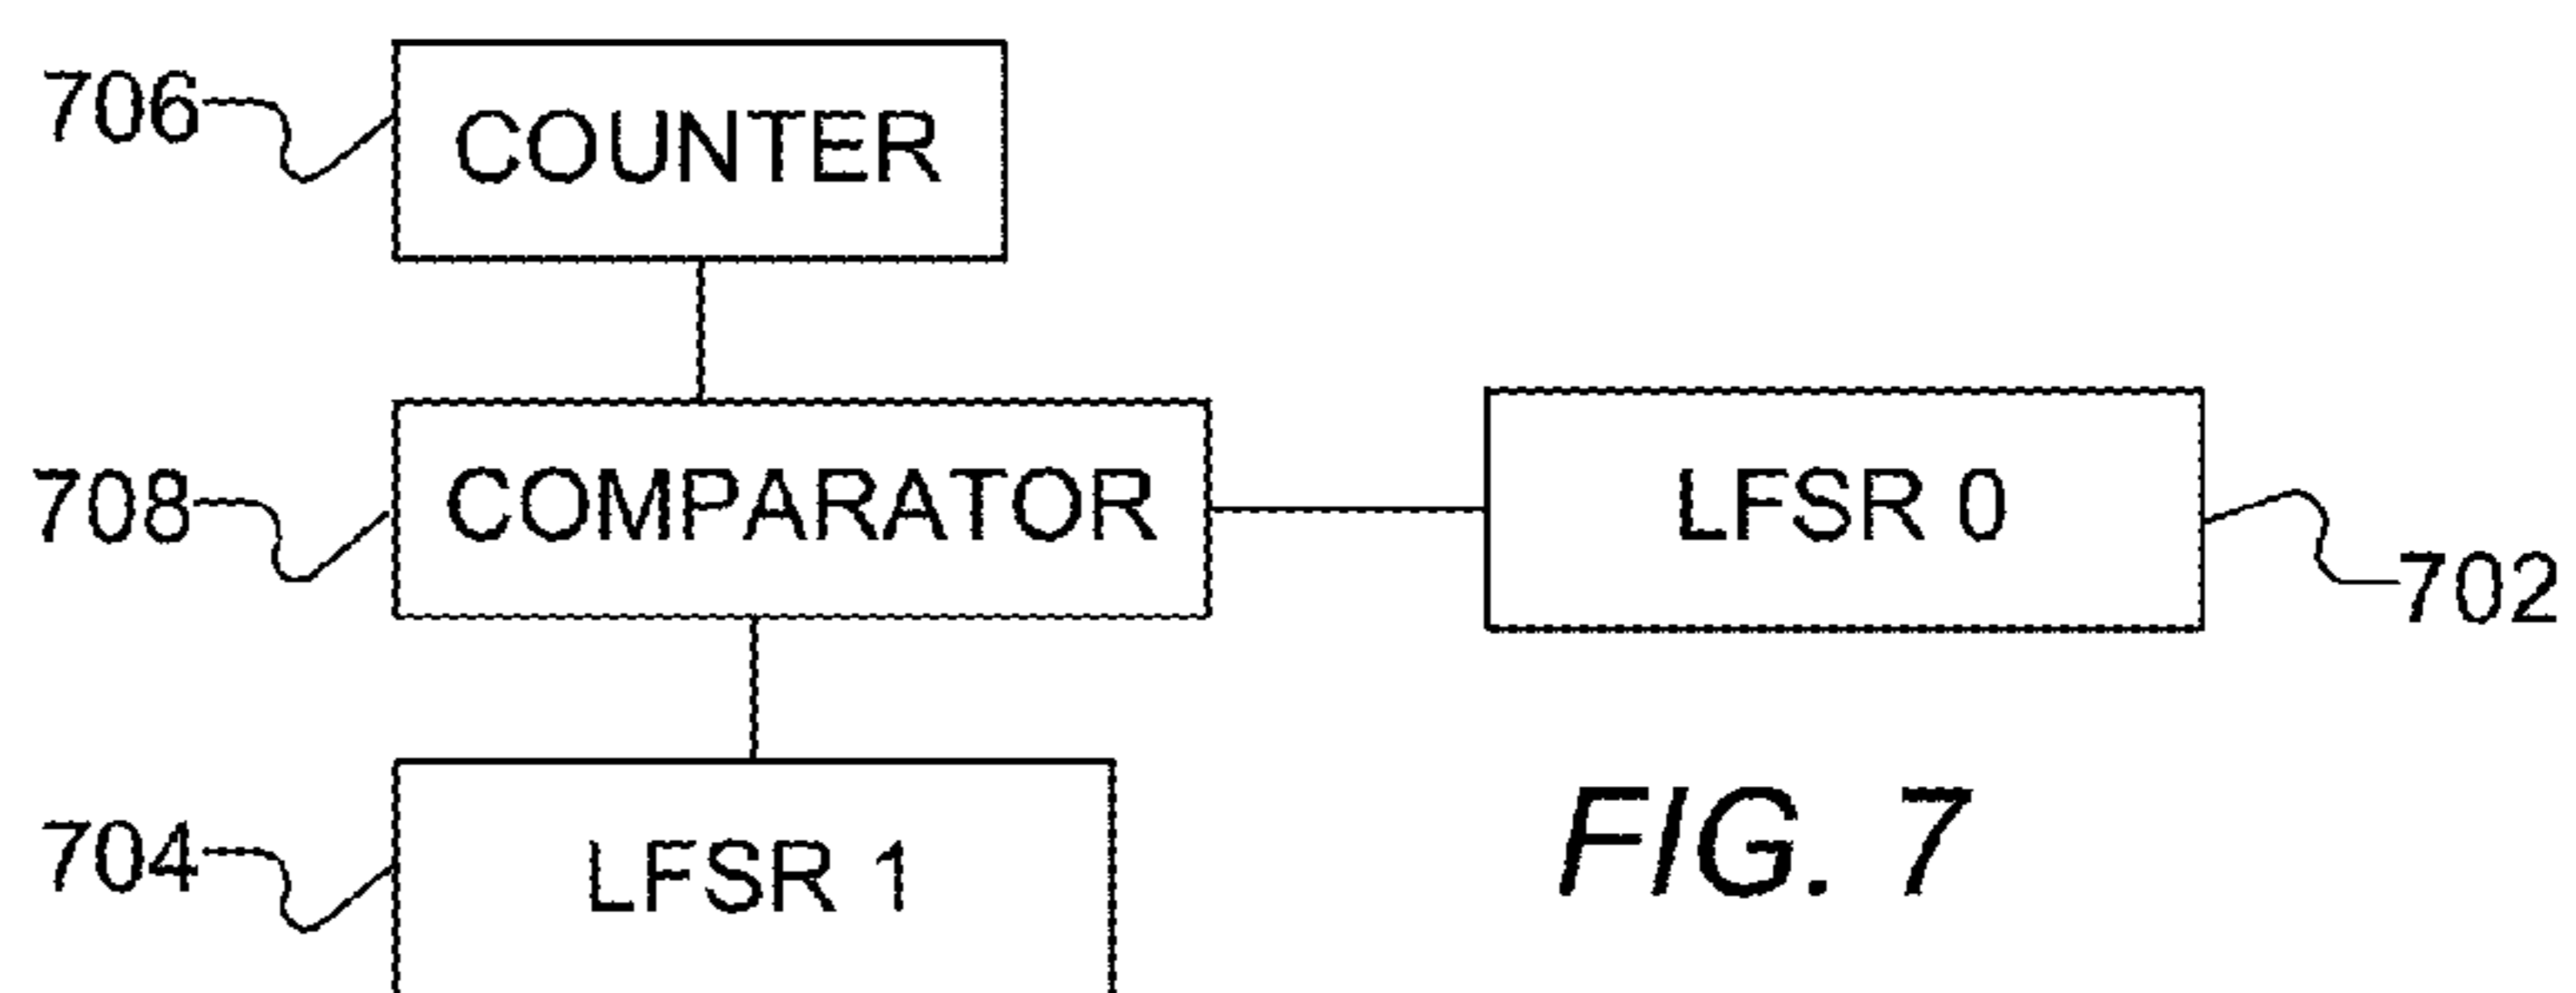 706
COUNTER
708
COMPARATOR
LFSR 0
702
704
LFSR 1
FIG. 7